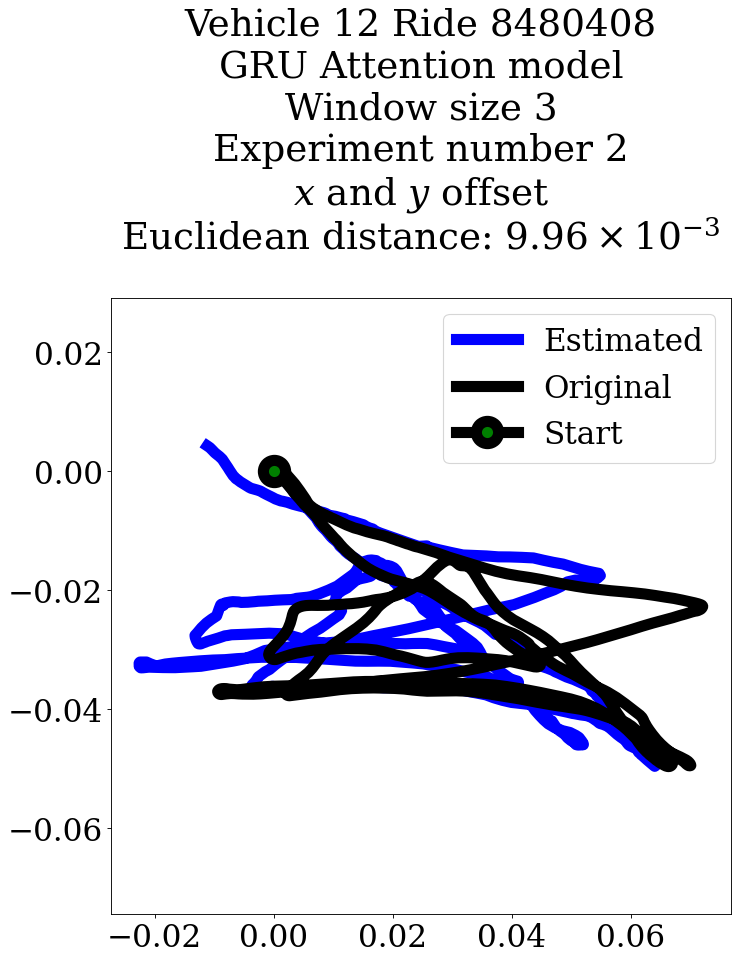 Vehicle 12 Ride 8480408
GRU Attention model
Window size 3
Experiment number 2
x and y offset
Euclidean distance: 9.96 × 10⁻³
Estimated
Original
Start
0.02
0.00
−0.02
−0.04
−0.06
−0.02 0.00 0.02 0.04 0.06